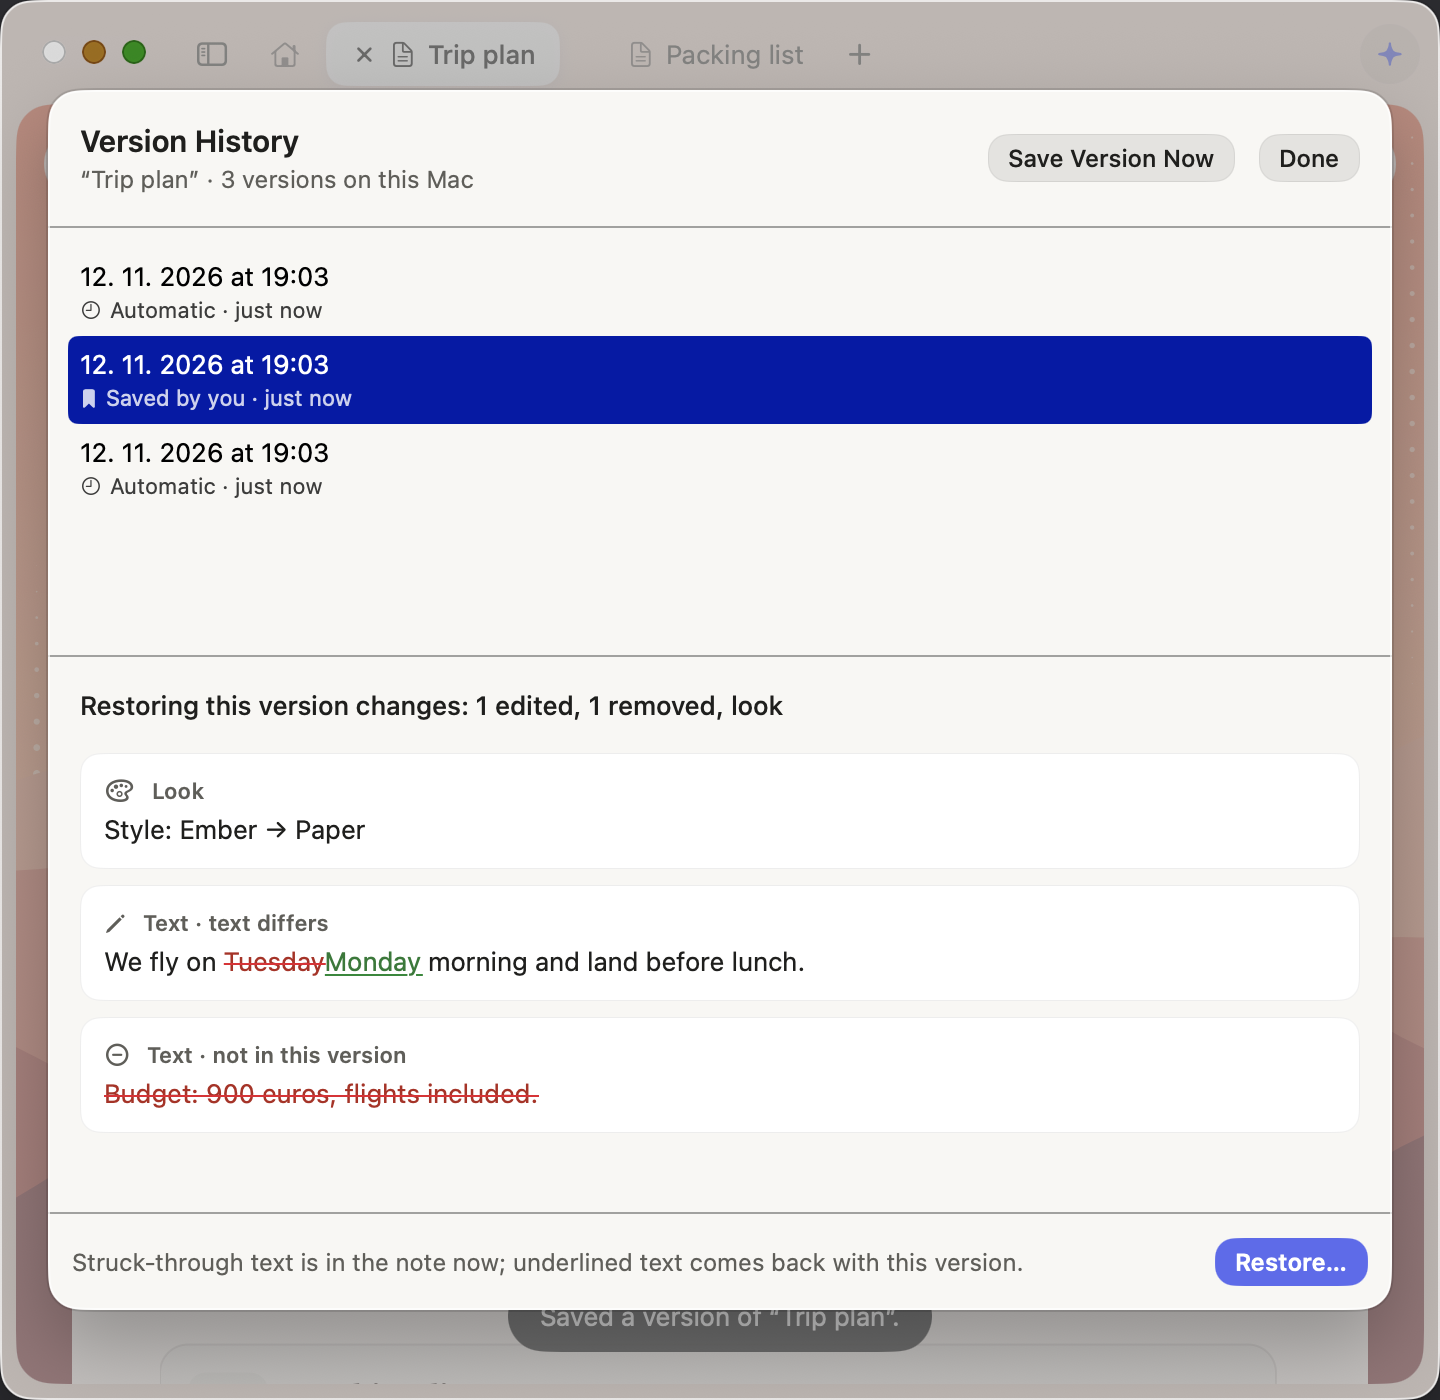 Trip plan
Packing list
Version History
“Trip plan” · 3 versions on this Mac
Save Version Now
Done
12. 11. 2026 at 19:03
Automatic · just now
12. 11. 2026 at 19:03
Saved by you · just now
12. 11. 2026 at 19:03
Automatic · just now
Restoring this version changes: 1 edited, 1 removed, look
Look
Style: Ember → Paper
Text · text differs
We fly on TuesdayMonday morning and land before lunch.
Text · not in this version
Budget: 900 euros, flights included.
Struck-through text is in the note now; underlined text comes back with this version.
Restore...
Saved a version of “Trip plan”.